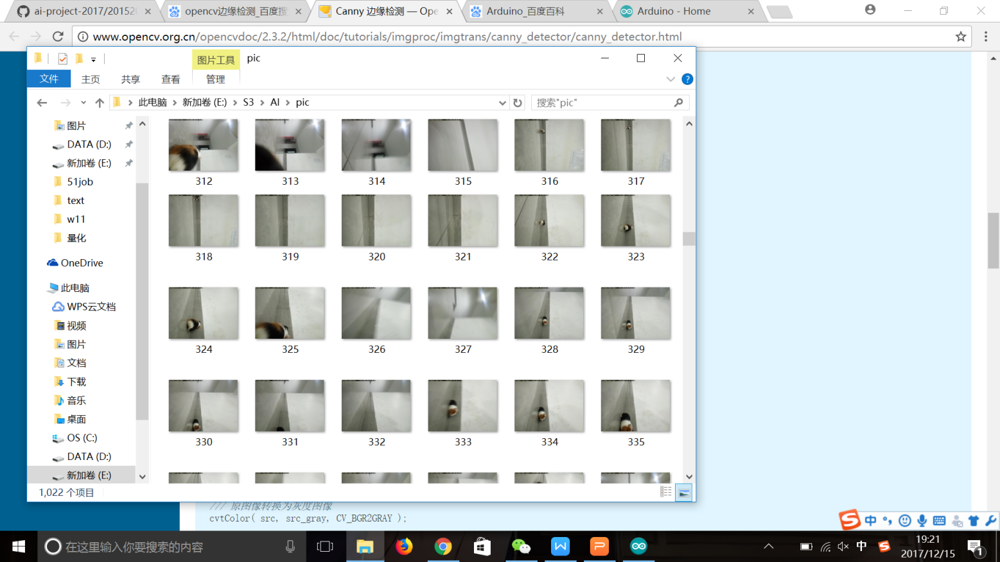 ai-project-2017/20152
opencv边缘检测_百度搜
Canny 边缘检测 — Ope
Arduino_百度百科
Arduino - Home
www.opencv.org.cn/opencvdoc/2.3.2/html/doc/tutorials/imgproc/imgtrans/canny_detector/canny_detector.html
图片工具
pic
文件
主页
共享
查看
管理
此电脑 > 新加卷 (E:) > S3 > AI > pic
搜索"pic"
图片
DATA (D:)
新加卷 (E:)
51job
text
w11
量化
OneDrive
此电脑
WPS云文档
视频
图片
文档
下载
音乐
桌面
OS (C:)
DATA (D:)
新加卷 (E:)
312 313 314 315 316 317
318 319 320 321 322 323
324 325 326 327 328 329
330 331 332 333 334 335
1,022 个项目
/// 原图像转换为灰度图像
cvtColor( src, src_gray, CV_BGR2GRAY );
中
在这里输入你要搜索的内容
中
19:21
2017/12/15
1